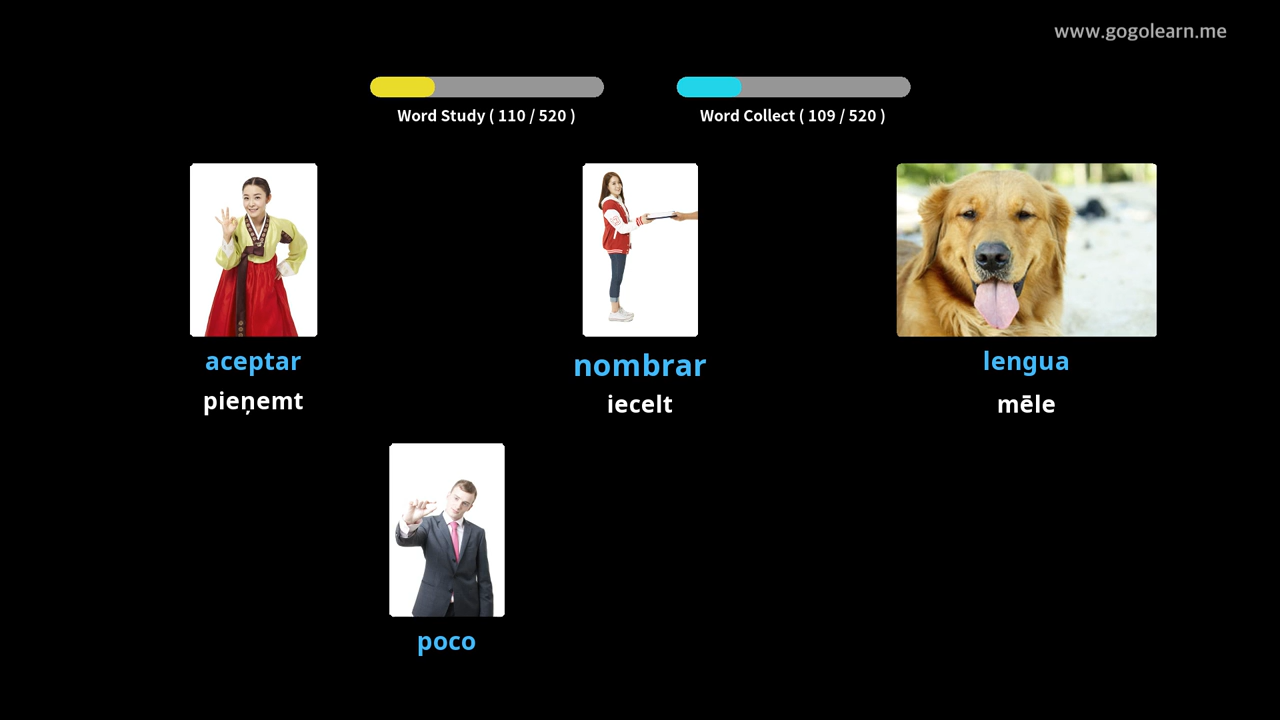 www.gogolearn.me
Word Study ( 110 / 520 )
Word Collect ( 109 / 520 )
aceptar
pieņemt
nombrar
iecelt
lengua
mēle
poco